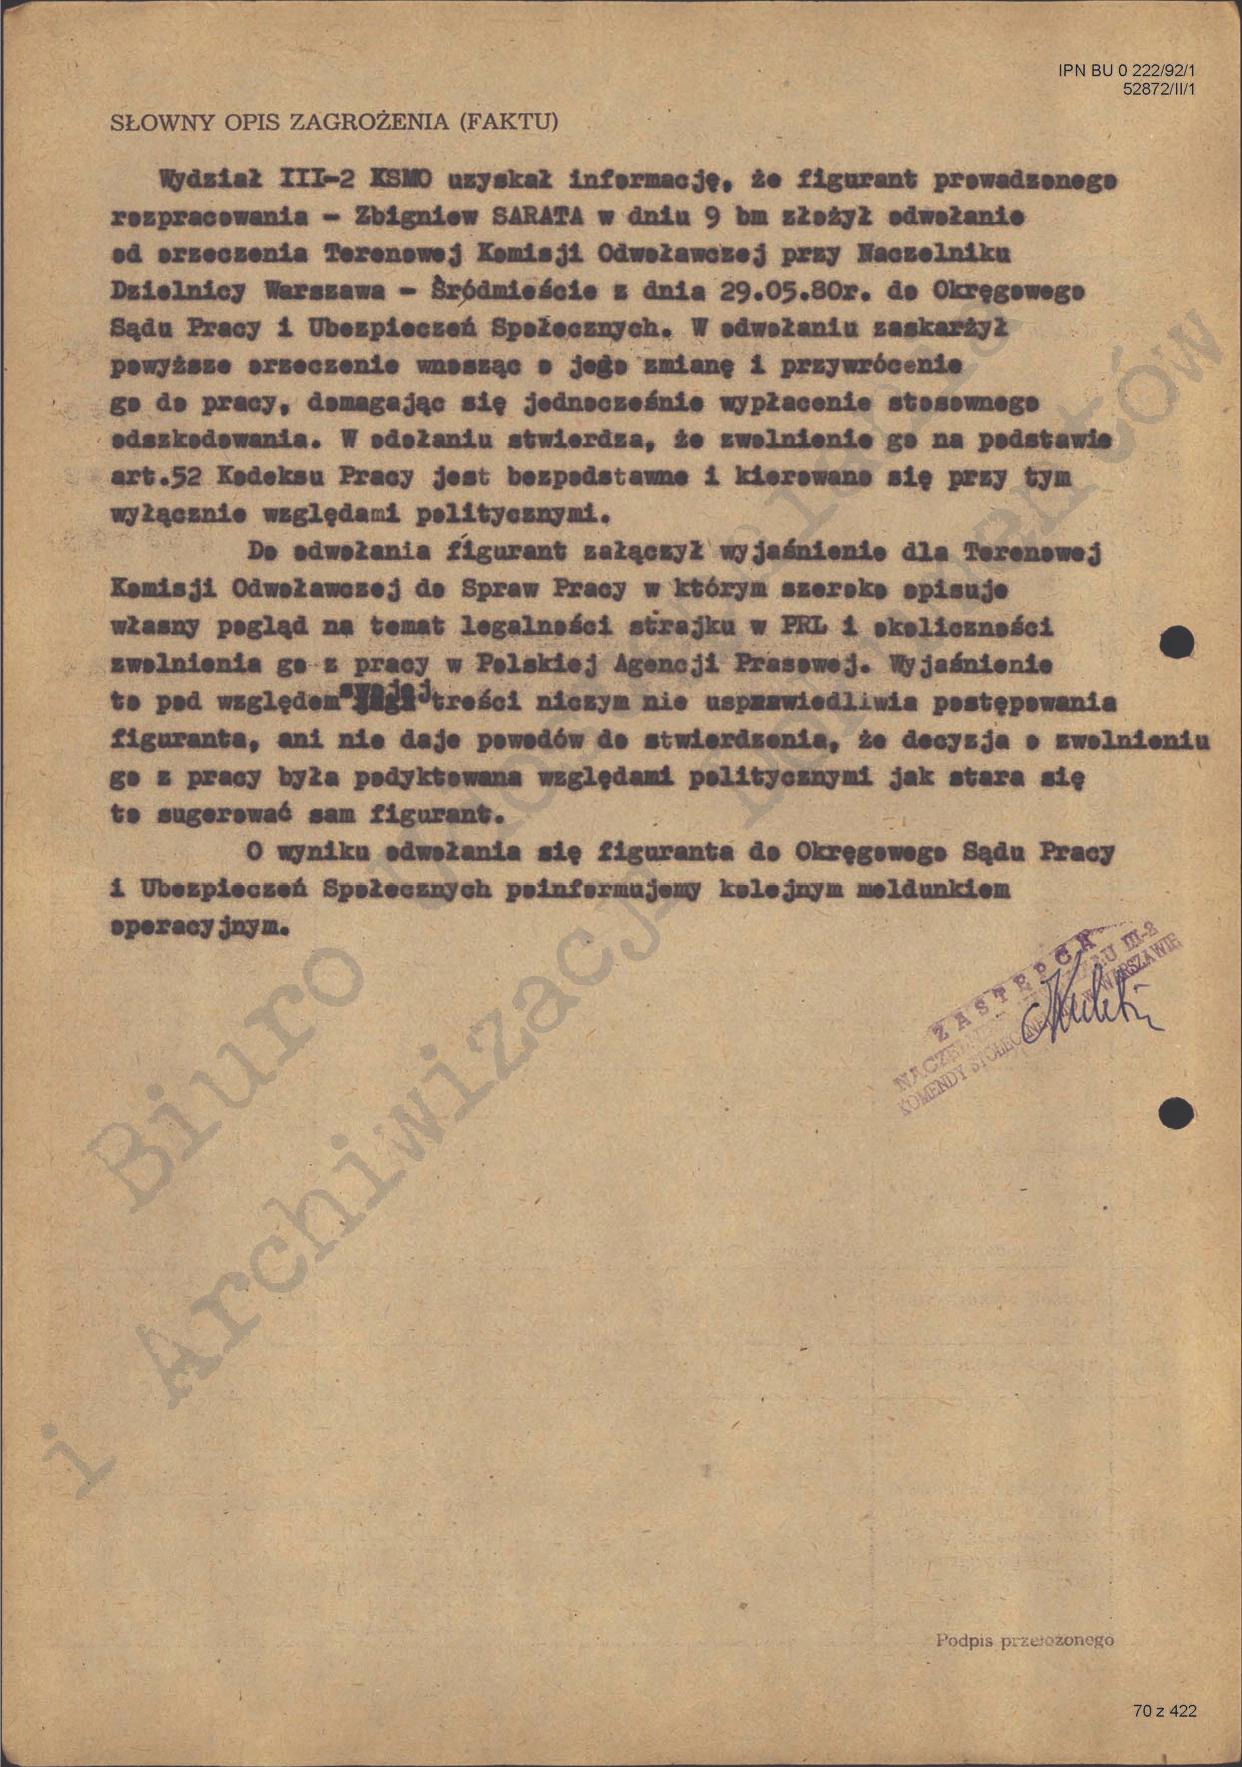 IPN BU 0 222/92/1
52872/II/1
SŁOWNY OPIS ZAGROŻENIA (FAKTU)
Wydział III-2 KSMO uzyskał informację, że figurant prowadzonego
rozpracowania - Zbigniew SARATA w dniu 9 bm złożył odwołanie
od orzeczenia Terenowej Komisji Odwoławczej przy Naczelniku
Dzielnicy Warszawa - Śródmieście z dnia 29.05.80r. do Okręgowego
Sądu Pracy i Ubezpieczeń Społecznych. W odwołaniu zaskarżył
powyższe orzeczenie wnosząc o jego zmianę i przywrócenie
go do pracy, domagając się jednocześnie wypłacenie stosownego
odszkodowania. W odołaniu stwierdza, że zwolnienie go na podstawie
art.52 Kodeksu Pracy jest bezpodstawne i kierowano się przy tym
wyłącznie względami politycznymi.
Do odwołania figurant załączył wyjaśnienie dla Terenowej
Komisji Odwoławczej do Spraw Pracy w którym szeroko opisuje
własny pogląd na temat legalności strajku w PRL i okoliczności
zwolnienia go z pracy w Polskiej Agencji Prasowej. Wyjaśnienie
to pod względem swojej treści niczym nie usprawiedliwia postępowania
figuranta, ani nie daje powodów do stwierdzenia, że decyzja o zwolnieniu
go z pracy była podyktowana względami politycznymi jak stara się
to sugerować sam figurant.
O wyniku odwołania się figuranta do Okręgowego Sądu Pracy
i Ubezpieczeń Społecznych poinformujemy kolejnym meldunkiem
operacyjnym.
ZASTĘPCA
III-2
KOMENDY STOŁECZNEJ w WARSZAWIE
Biuro
i Archiwizacji
Podpis przełożonego
70 z 422